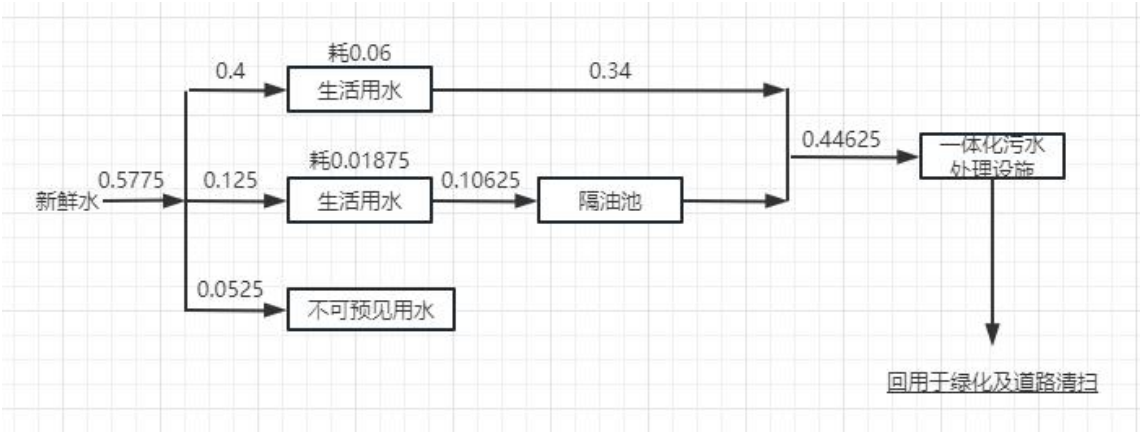 耗0.06
0.4
生活用水
0.34
耗0.01875
0.44625
一体化污水
处理设施
新鲜水
0.5775
0.125
生活用水
0.10625
隔油池
0.0525
不可预见用水
回用于绿化及道路清扫